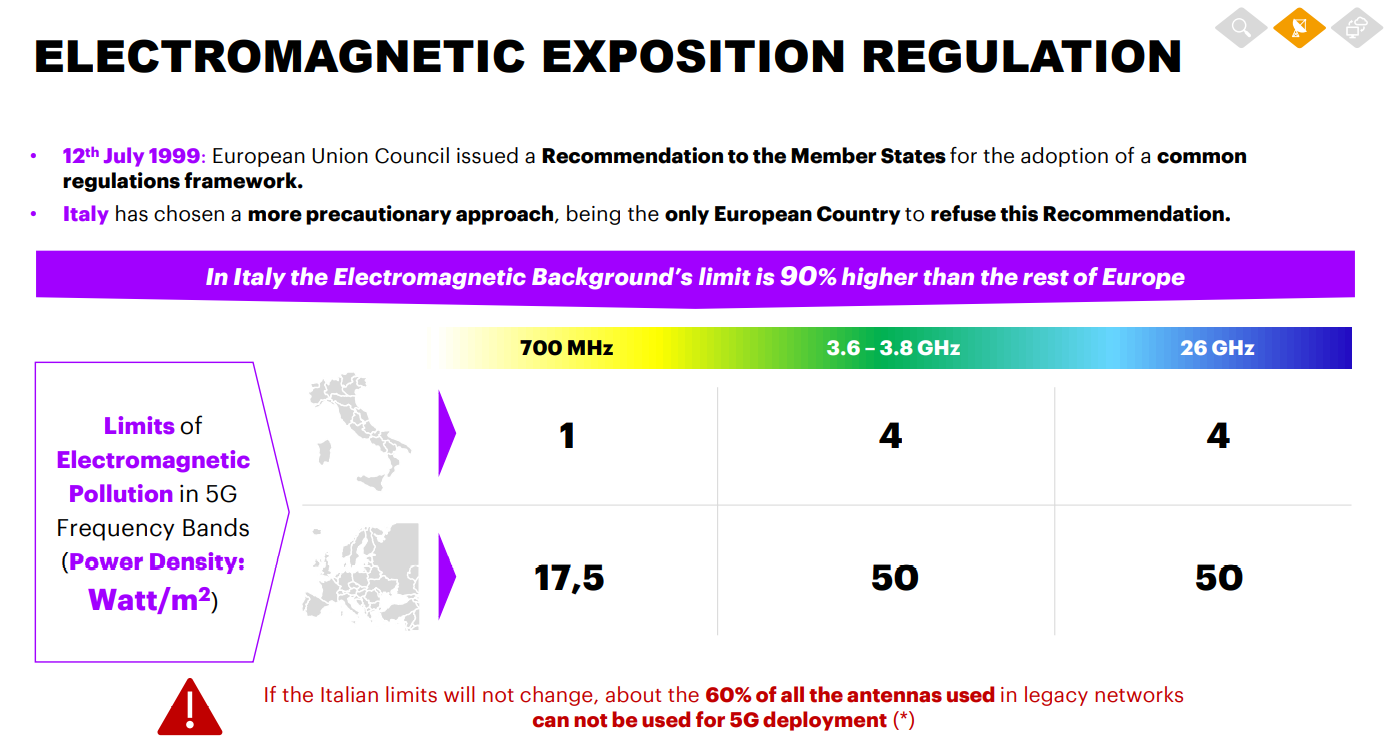 ELECTROMAGNETIC EXPOSITION REGULATION
• 12th July 1999: European Union Council issued a Recommendation to the Member States for the adoption of a common
regulations framework.
• Italy has chosen a more precautionary approach, being the only European Country to refuse this Recommendation.
In Italy the Electromagnetic Background's limit is 90% higher than the rest of Europe
700 MHz 3.6 – 3.8 GHz 26 GHz
Limits of
Electromagnetic
Pollution in 5G
Frequency Bands
(Power Density:
Watt/m²)
1 4 4
17,5 50 50
If the Italian limits will not change, about the 60% of all the antennas used in legacy networks
can not be used for 5G deployment (*)